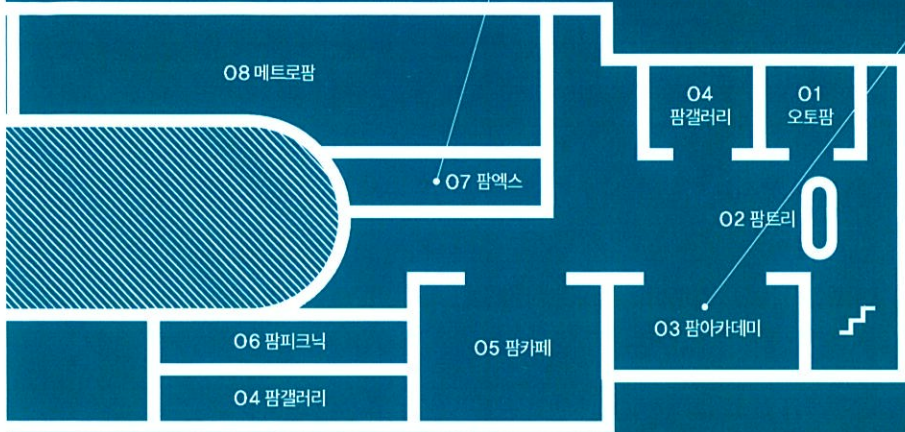 08 메트로팜
04
팜갤러리
01
오토팜
07 팜엑스
02 팜트리
03 팜아카데미
06 팜피크닉
05 팜카페
04 팜갤러리